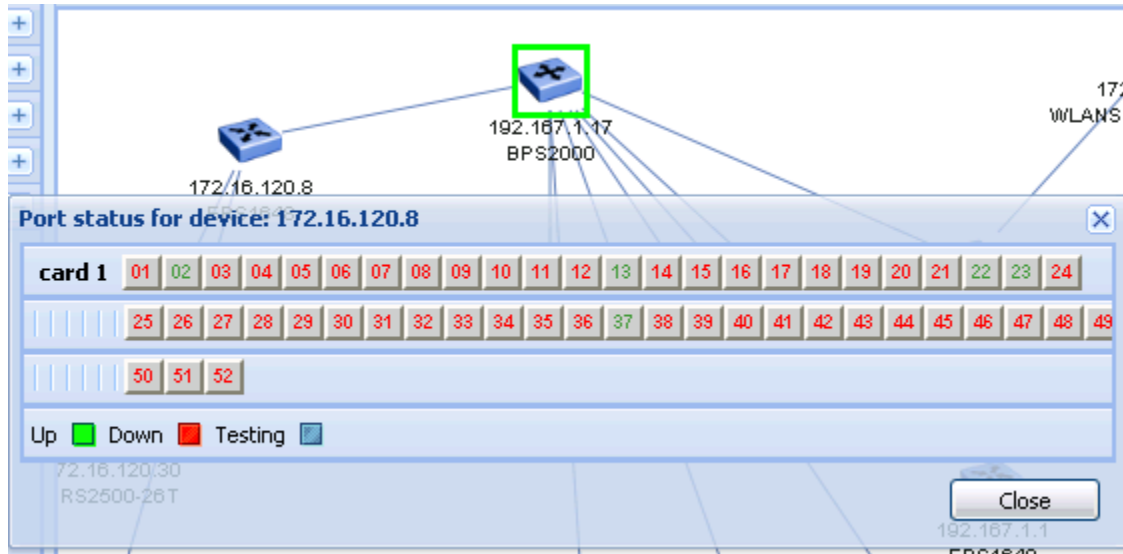 172
WLANS
192.167.1.17
BPS2000
172.16.120.8
Port status for device: 172.16.120.8
card 1 01 02 03 04 05 06 07 08 09 10 11 12 13 14 15 16 17 18 19 20 21 22 23 24
25 26 27 28 29 30 31 32 33 34 35 36 37 38 39 40 41 42 43 44 45 46 47 48 49
50 51 52
Up Down Testing
72.16.120.30
RS2500-26T
Close
192.167.1.1